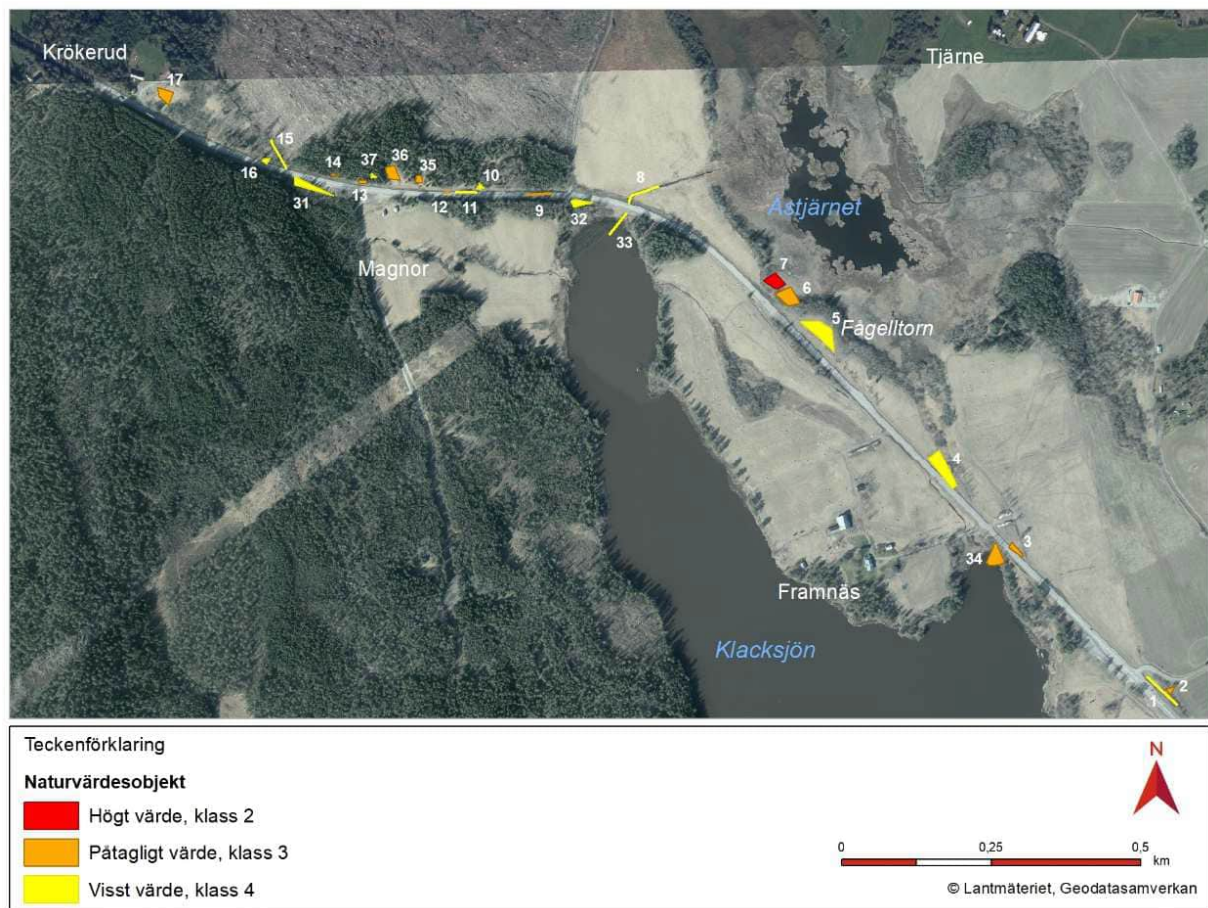 Krökerud
Tjärne
17
15
16
14
37
36
35
31
13
12
11
10
9
32
8
33
Magnor
Åstjärnet
7
6
5
Fågelltorn
4
3
34
Framnäs
Klacksjön
2
1
Teckenförklaring
Naturvärdesobjekt
Högt värde, klass 2
Påtagligt värde, klass 3
Visst värde, klass 4
N
0 0,25 0,5
km
© Lantmäteriet, Geodatasamverkan